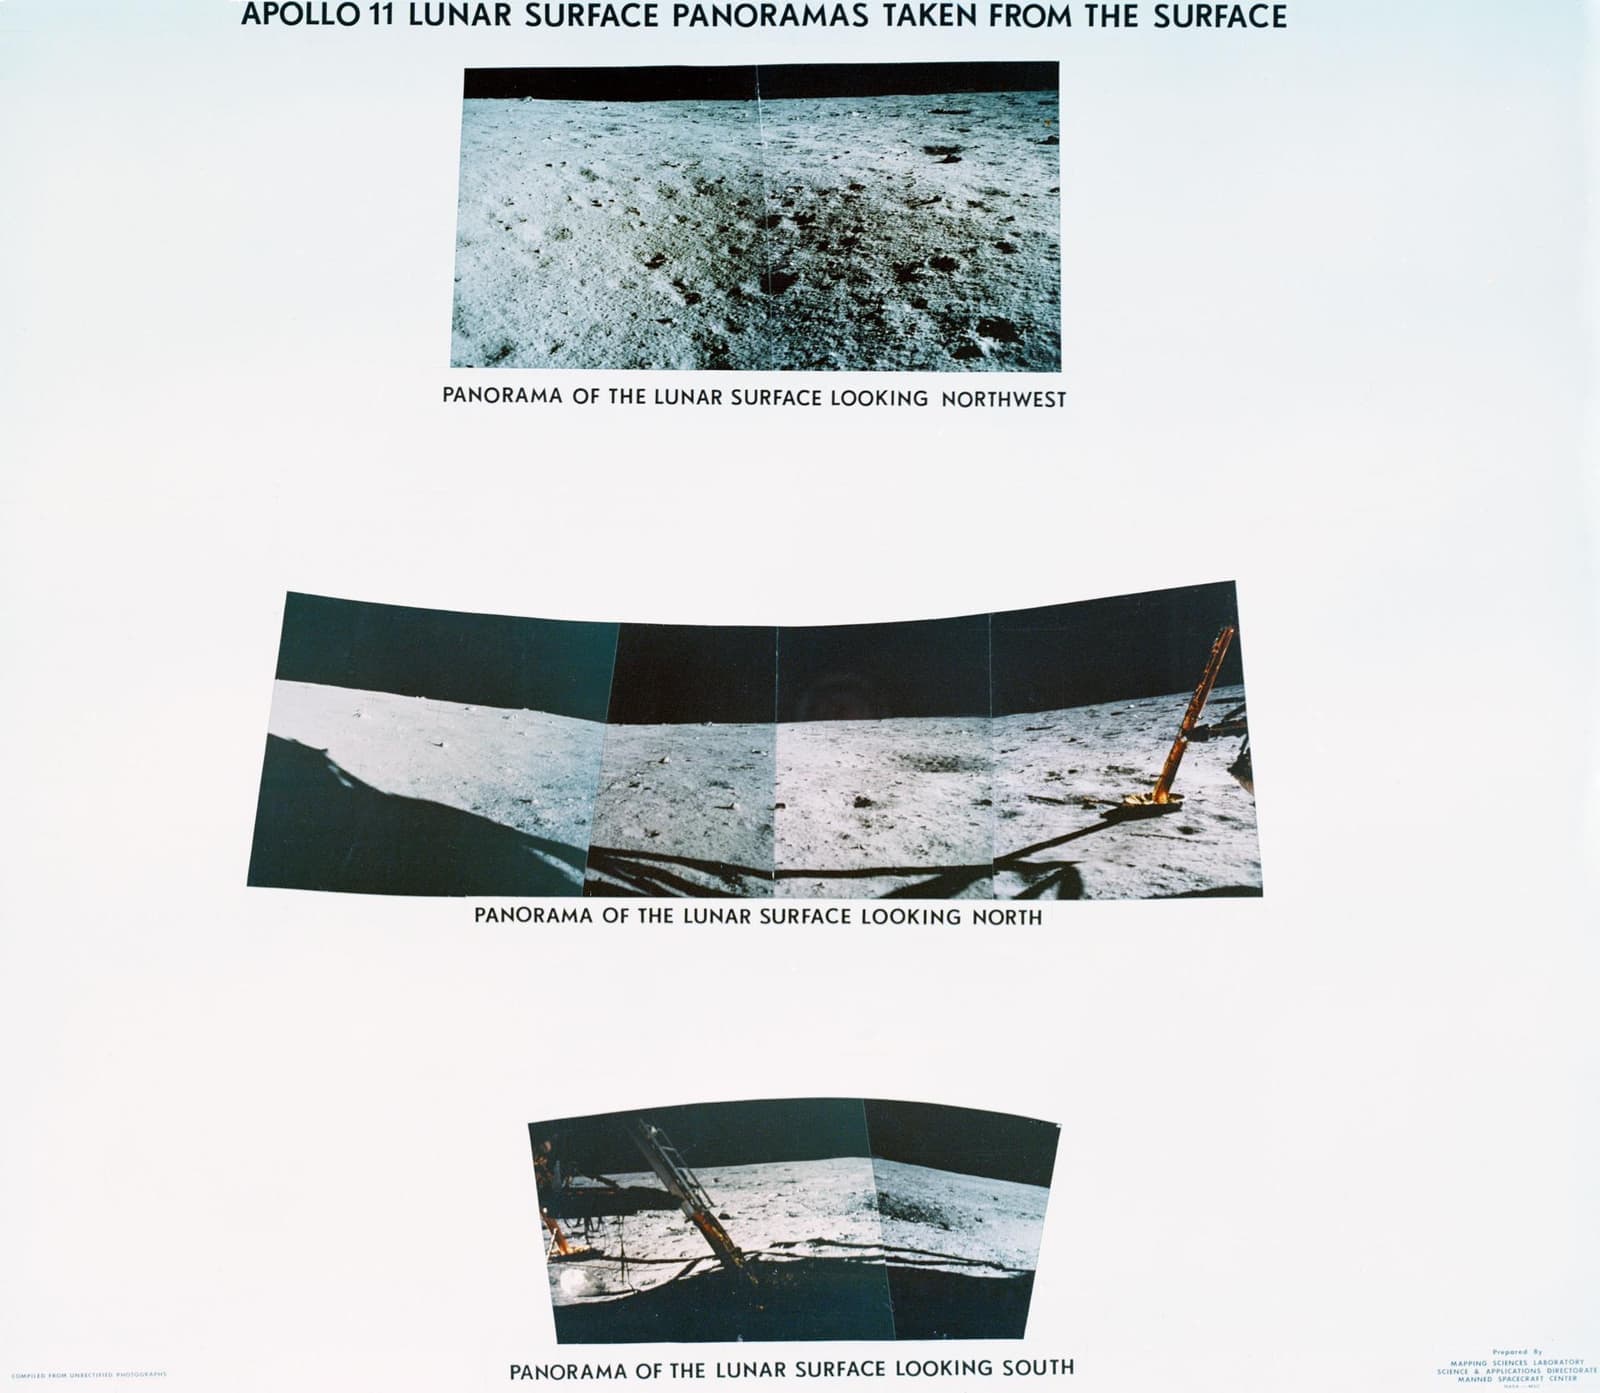 APOLLO 11 LUNAR SURFACE PANORAMAS TAKEN FROM THE SURFACE
PANORAMA OF THE LUNAR SURFACE LOOKING NORTHWEST
PANORAMA OF THE LUNAR SURFACE LOOKING NORTH
PANORAMA OF THE LUNAR SURFACE LOOKING SOUTH
COMPILED FROM UNRECTIFIED PHOTOGRAPHS
Prepared By
MAPPING SCIENCES LABORATORY
SCIENCE & APPLICATIONS DIRECTORATE
MANNED SPACECRAFT CENTER
NASA — MSC